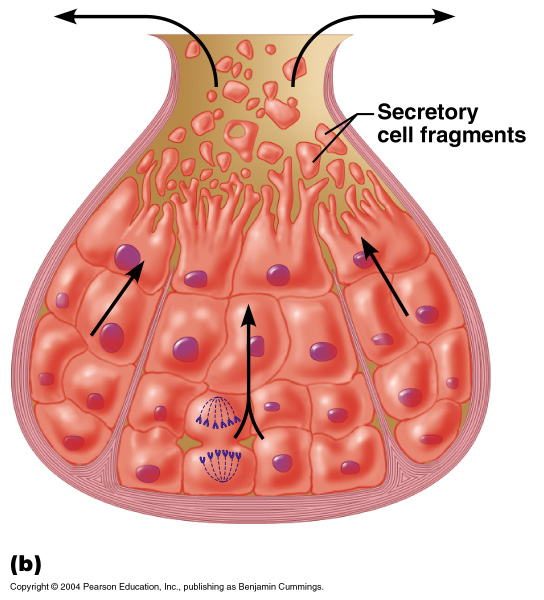 Secretory
cell fragments
(b)
Copyright © 2004 Pearson Education, Inc., publishing as Benjamin Cummings.